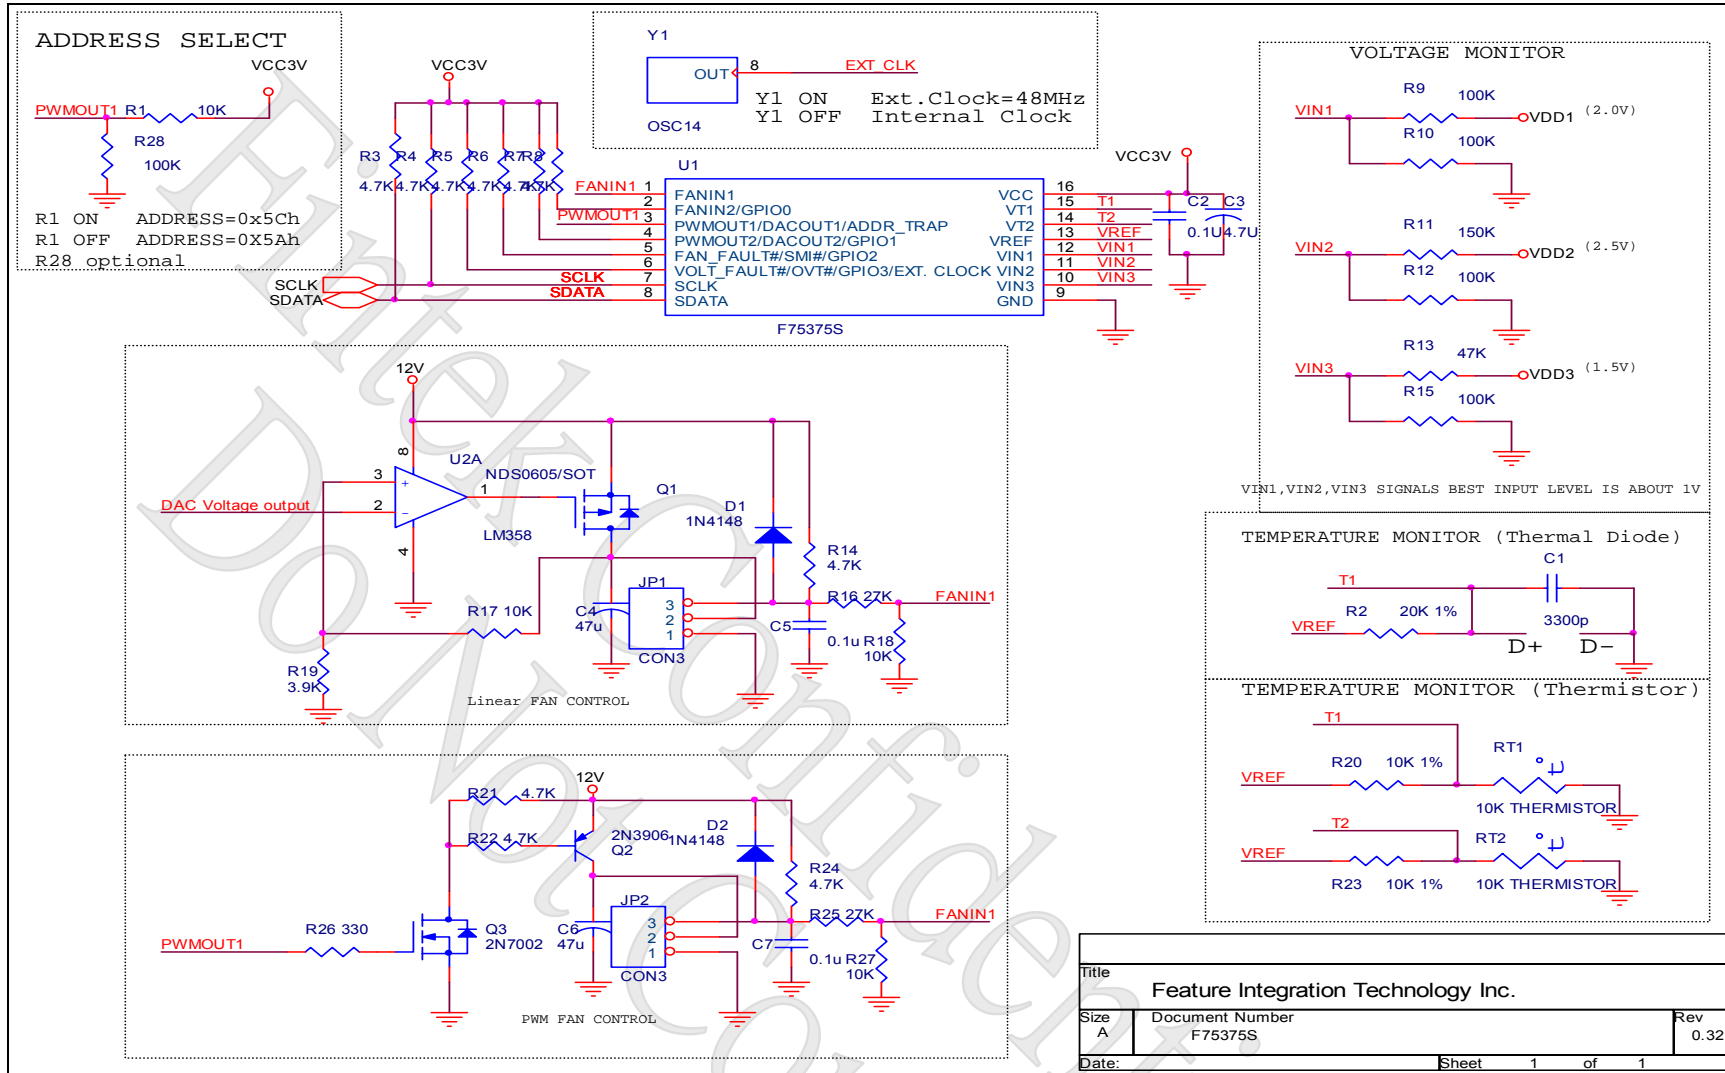 ADDRESS SELECT
VCC3V
PWMOUT1
R1
10K
R28
100K
R1 ON ADDRESS=0x5Ch
R1 OFF ADDRESS=0X5Ah
R28 optional
VCC3V
R3
R4
R5
R6
R7
R8
4.7K
4.7K
4.7K
4.7K
4.7K
4.7K
SCLK
SDATA
Y1
OUT
8
EXT_CLK
OSC14
Y1 ON Ext.Clock=48MHz
Y1 OFF Internal Clock
U1
FANIN1 1 FANIN1
2 FANIN2/GPIO0
PWMOUT1 3 PWMOUT1/DACOUT1/ADDR_TRAP
4 PWMOUT2/DACOUT2/GPIO1
5 FAN_FAULT#/SMI#/GPIO2
6 VOLT_FAULT#/OVT#/GPIO3/EXT. CLOCK
SCLK 7 SCLK
SDATA 8 SDATA
VCC 16
VT1 15 T1
VT2 14 T2
VREF 13 VREF
VIN1 12 VIN1
VIN2 11 VIN2
VIN3 10 VIN3
GND 9
F75375S
VCC3V
C2
C3
0.1U
4.7U
VOLTAGE MONITOR
R9
100K
VIN1
VDD1 (2.0V)
R10
100K
R11
150K
VIN2
VDD2 (2.5V)
R12
100K
R13
47K
VIN3
VDD3 (1.5V)
R15
100K
VIN1,VIN2,VIN3 SIGNALS BEST INPUT LEVEL IS ABOUT 1V
12V
8
U2A
3
+
2
-
1
4
LM358
DAC Voltage output
NDS0605/SOT
Q1
D1
1N4148
R14
4.7K
R16 27K
FANIN1
JP1
3
2
1
CON3
C4
47u
C5
0.1u
R18
10K
R17 10K
R19
3.9K
Linear FAN CONTROL
TEMPERATURE MONITOR (Thermal Diode)
C1
T1
R2
20K 1%
3300p
VREF
D+
D-
TEMPERATURE MONITOR (Thermistor)
T1
R20
10K 1%
RT1
t
VREF
10K THERMISTOR
T2
RT2
t
VREF
R23
10K 1%
10K THERMISTOR
12V
R21
4.7K
R22 4.7K
2N3906
Q2
D2
1N4148
R24
4.7K
R25 27K
FANIN1
JP2
3
2
1
CON3
C6
47u
C7
0.1u
R27
10K
PWMOUT1
R26 330
Q3
2N7002
PWM FAN CONTROL
Title
Feature Integration Technology Inc.
Size
A
Document Number
F75375S
Rev
0.32
Date:
Sheet 1 of 1
Fintek Confident
Do Not Co